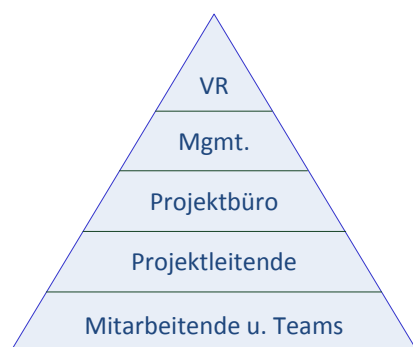 VR
Mgmt.
Projektbüro
Projektleitende
Mitarbeitende u. Teams